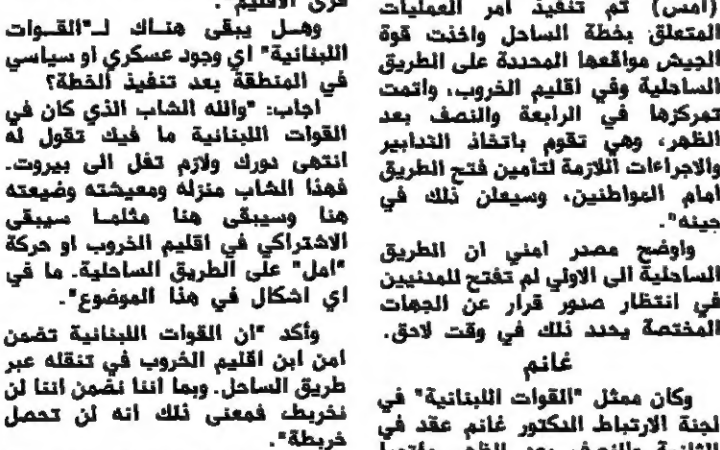 (امس) تم تنفيذ امر العمليات
المتعلق بخطة الساحل واخذت قوة
الجيش مواقعها المحددة على الطريق
الساحلية وفي اقليم الخروب، واتمت
تمركزها في الرابعة والنصف بعد
الظهر، وهي تقوم باتخاذ التدابير
والاجراءات اللازمة لتأمين فتح الطريق
امام المواطنين، وسيعلن ذلك في
حينه".
واوضح مصدر امني ان الطريق
الساحلية الى الاولي لم تفتح للمدنيين
في انتظار صدور قرار عن الجهات
المختصة يحدد ذلك في وقت لاحق.
غانم
وكان ممثل "القوات اللبنانية" في
لجنة الارتباط الدكتور غانم عقد في
الثانية والنصف بعد الظهر مؤتمرا
قرى الاقليم".
وهل يبقى هناك لـ"القوات
اللبنانية" اي وجود عسكري او سياسي
في المنطقة بعد تنفيذ الخطة؟
اجاب: "والله الشاب الذي كان في
القوات اللبنانية ما فيك تقول له
انتهى دورك ولازم تفل الى بيروت.
فهذا الشاب منزله ومعيشته وضيعته
هنا وسيبقى هنا مثلما سيبقى
الاشتراكي في اقليم الخروب او حركة
"امل" على الطريق الساحلية. ما في
اي اشكال في هذا الموضوع".
وأكد "ان القوات اللبنانية تضمن
امن ابن اقليم الخروب في تنقله عبر
طريق الساحل. وبما اننا نضمن اننا لن
نخربط، فمعنى ذلك انه لن تحصل
خربطة".